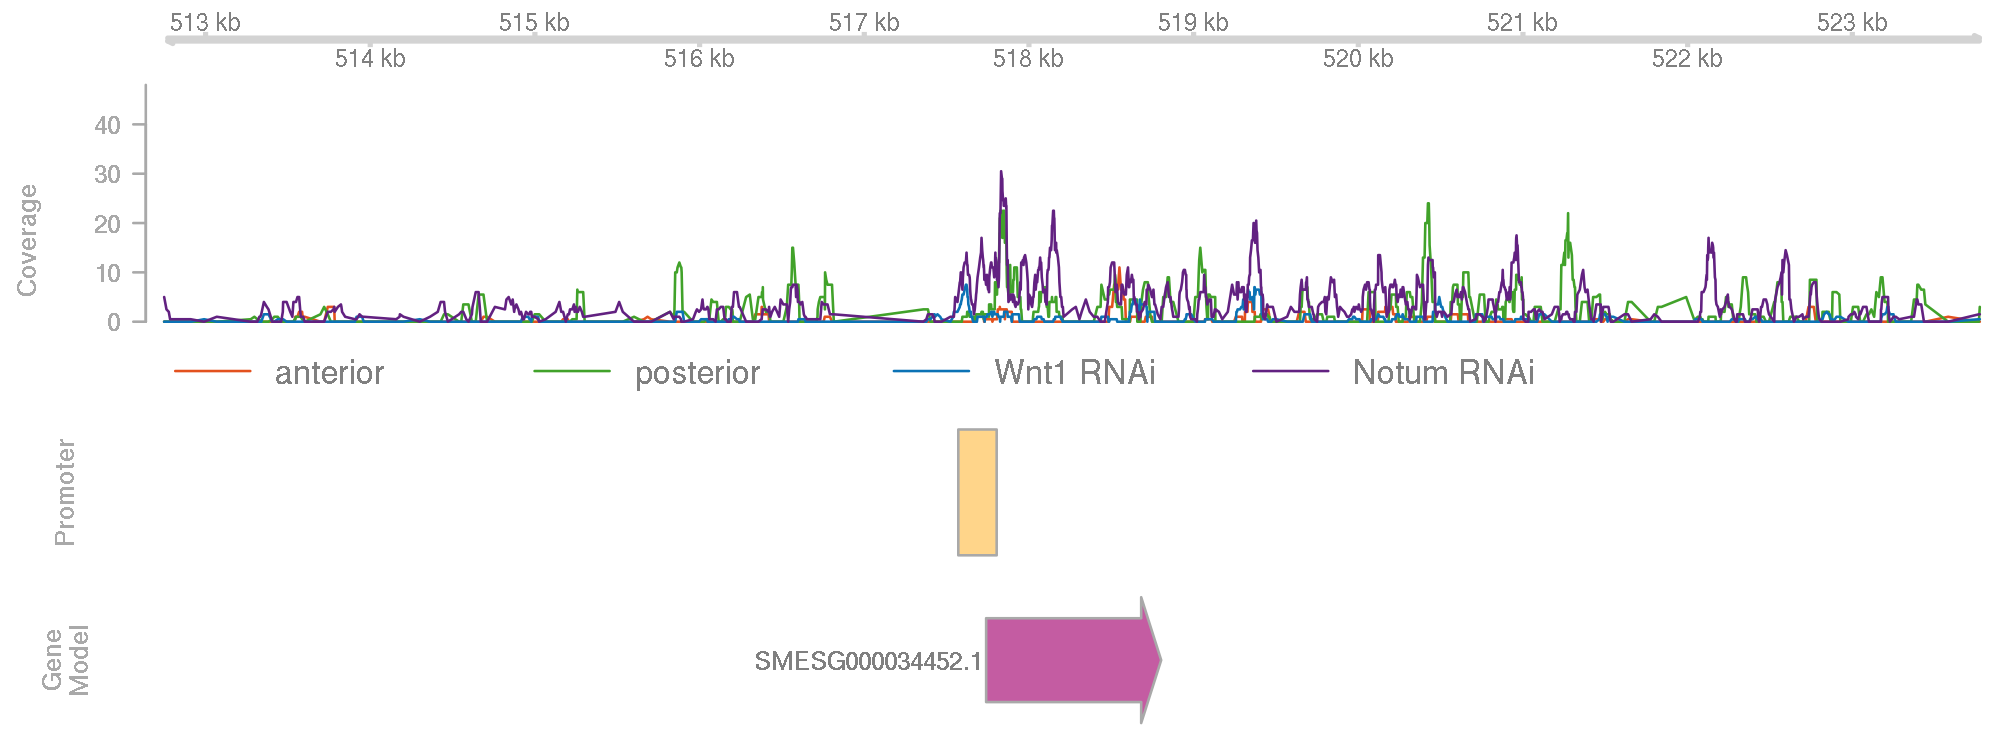 513 kb 515 kb 517 kb 519 kb 521 kb 523 kb
514 kb 516 kb 518 kb 520 kb 522 kb
Coverage
40
30
20
10
0
anterior posterior Wnt1 RNAi Notum RNAi
Promoter
Gene
Model
SMESG000034452.1